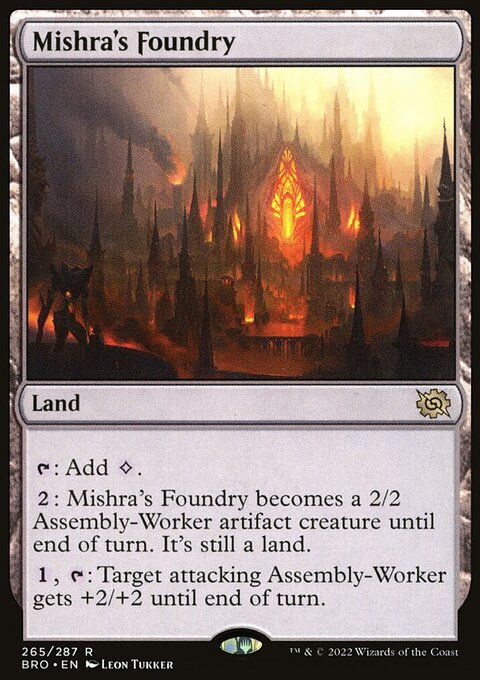 Mishra's Foundry
Land
: Add .
2: Mishra's Foundry becomes a 2/2
Assembly-Worker artifact creature until
end of turn. It's still a land.
1, : Target attacking Assembly-Worker
gets +2/+2 until end of turn.
265/287 R
BRO • EN Leon Tukker
™ & © 2022 Wizards of the Coast